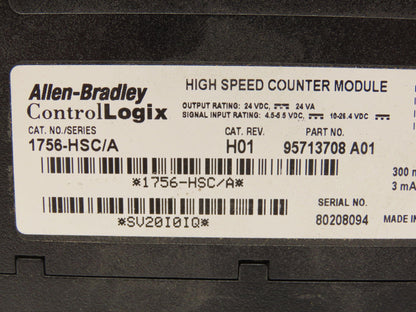 Allen-Bradley
ControlLogix
HIGH SPEED COUNTER MODULE
OUTPUT RATING: 24 VDC, 24 VA
SIGNAL INPUT RATING: 4.5-5.5 VDC, 10-26.4 VDC
CAT. NO./SERIES
CAT. REV.
PART NO.
1756-HSC/A
H01
95713708 A01
*1756-HSC/A*
300 m
3 mA
*SV20I0IQ*
SERIAL NO.
80208094
MADE IN